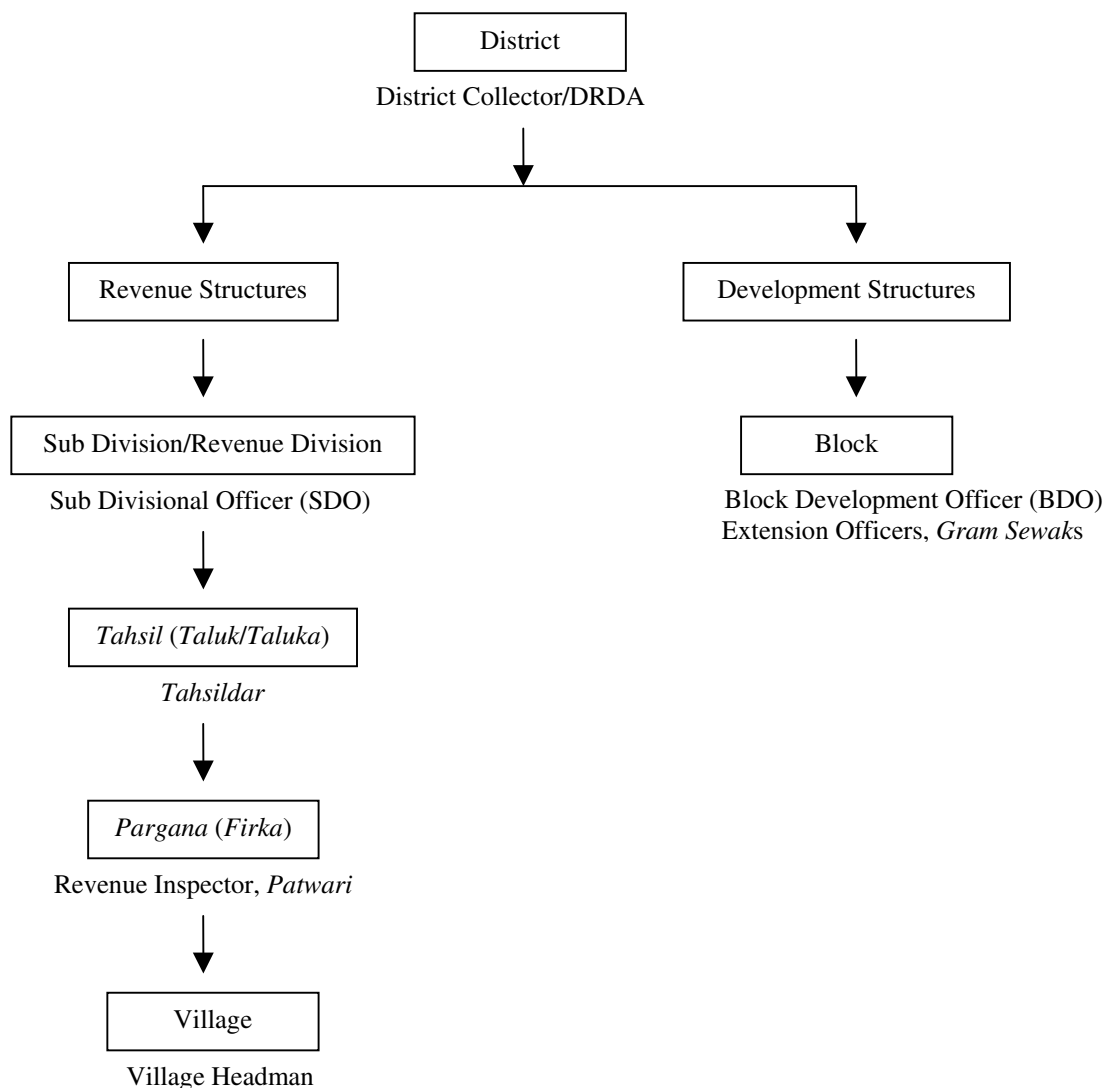 District
District Collector/DRDA
Revenue Structures
Development Structures
Sub Division/Revenue Division
Sub Divisional Officer (SDO)
Block
Block Development Officer (BDO)
Extension Officers, Gram Sewaks
Tahsil (Taluk/Taluka)
Tahsildar
Pargana (Firka)
Revenue Inspector, Patwari
Village
Village Headman